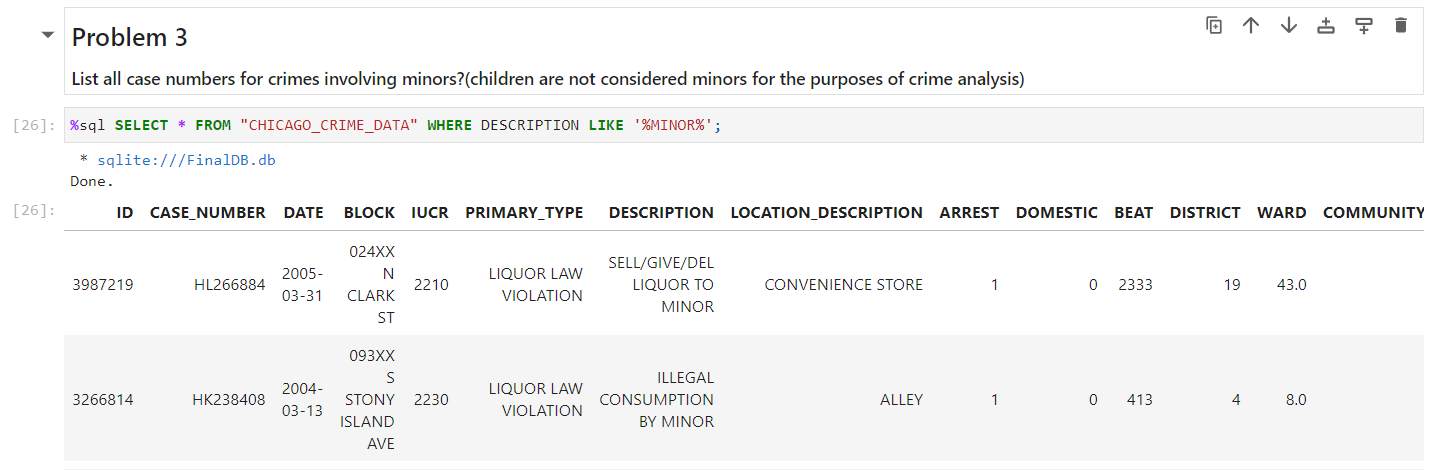 Problem 3
List all case numbers for crimes involving minors?(children are not considered minors for the purposes of crime analysis)
[26]: %sql SELECT * FROM "CHICAGO_CRIME_DATA" WHERE DESCRIPTION LIKE '%MINOR%';
* sqlite:///FinalDB.db
Done.
[26]: ID CASE_NUMBER DATE BLOCK IUCR PRIMARY_TYPE DESCRIPTION LOCATION_DESCRIPTION ARREST DOMESTIC BEAT DISTRICT WARD COMMUNITY
3987219 HL266884 2005-
03-31 024XX
N
CLARK
ST 2210 LIQUOR LAW
VIOLATION SELL/GIVE/DEL
LIQUOR TO
MINOR CONVENIENCE STORE 1 0 2333 19 43.0
3266814 HK238408 2004-
03-13 093XX
S
STONY
ISLAND
AVE 2230 LIQUOR LAW
VIOLATION ILLEGAL
CONSUMPTION
BY MINOR ALLEY 1 0 413 4 8.0